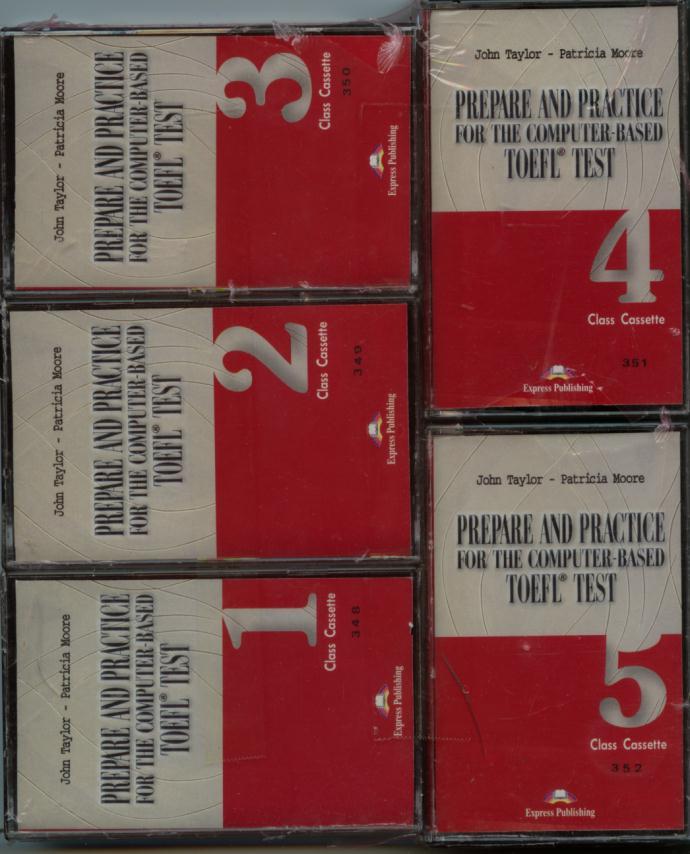 John Taylor - Patricia Moore
PREPARE AND PRACTICE
FOR THE COMPUTER-BASED
TOEFL® TEST
3
Class Cassette
350
Express Publishing
John Taylor - Patricia Moore
PREPARE AND PRACTICE
FOR THE COMPUTER-BASED
TOEFL® TEST
2
Class Cassette
349
Express Publishing
John Taylor - Patricia Moore
PREPARE AND PRACTICE
FOR THE COMPUTER-BASED
TOEFL® TEST
1
Class Cassette
348
Express Publishing
John Taylor - Patricia Moore
PREPARE AND PRACTICE
FOR THE COMPUTER-BASED
TOEFL® TEST
4
Class Cassette
351
Express Publishing
John Taylor - Patricia Moore
PREPARE AND PRACTICE
FOR THE COMPUTER-BASED
TOEFL® TEST
5
Class Cassette
352
Express Publishing